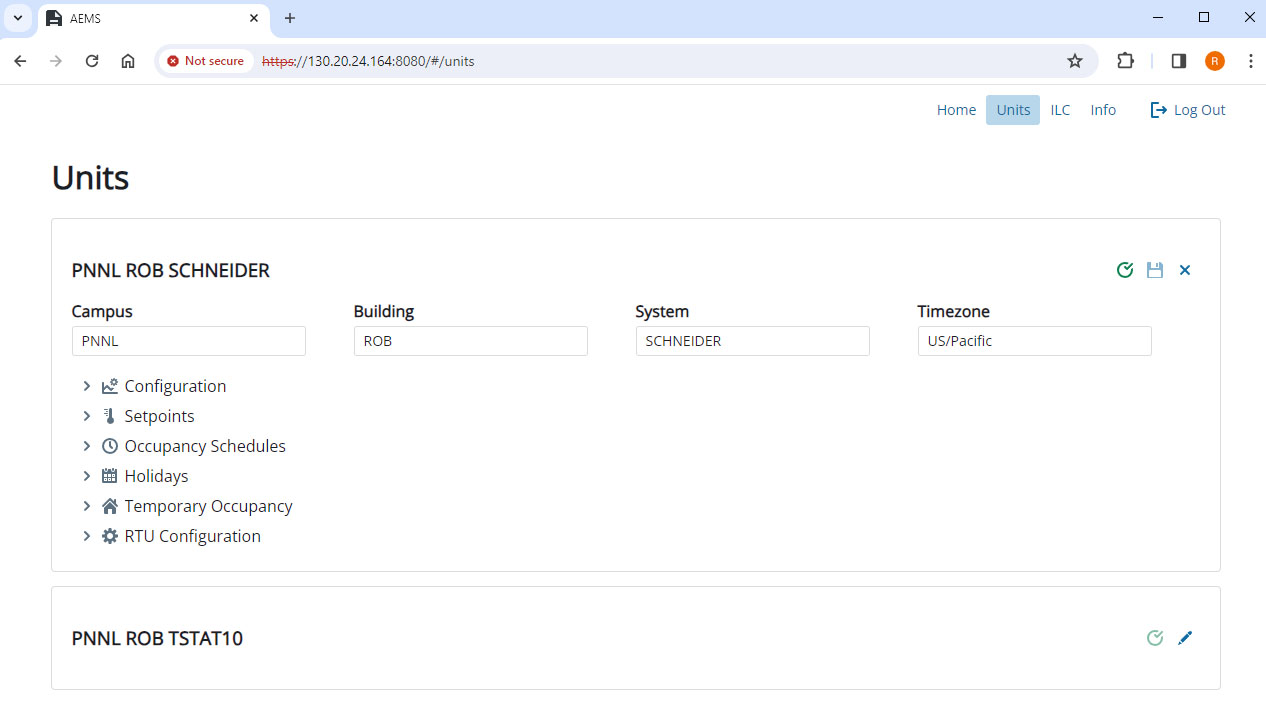 AEMS
Not secure https://130.20.24.164:8080/#/units R
Home Units ILC Info Log Out
Units
PNNL ROB SCHNEIDER
Campus Building System Timezone
PNNL ROB SCHNEIDER US/Pacific
Configuration
Setpoints
Occupancy Schedules
Holidays
Temporary Occupancy
RTU Configuration
PNNL ROB TSTAT10